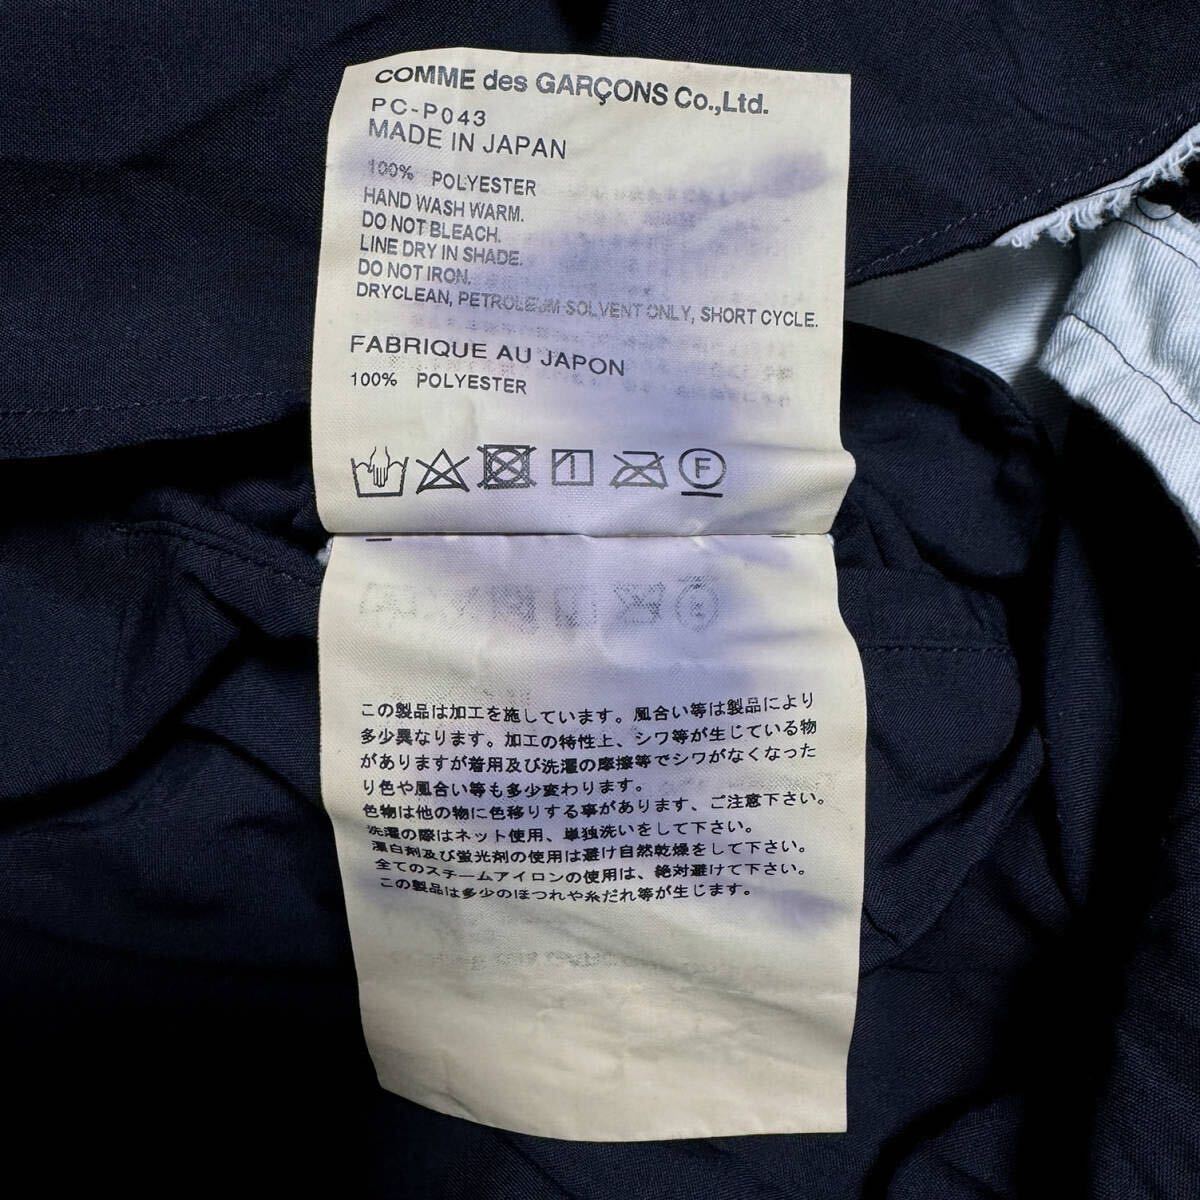 COMME des GARÇONS Co.,Ltd.
PC-P043
MADE IN JAPAN
100% POLYESTER
HAND WASH WARM.
DO NOT BLEACH.
LINE DRY IN SHADE.
DO NOT IRON.
DRYCLEAN, PETROLEUM SOLVENT ONLY, SHORT CYCLE.
FABRIQUE AU JAPON
100% POLYESTER
1
F
この製品は加工を施しています。風合い等は製品により
多少異なります。加工の特性上、シワ等が生じている物
がありますが着用及び洗濯の摩擦等でシワがなくなった
り色や風合い等も多少変わります。
色物は他の物に色移りする事があります、ご注意下さい。
洗濯の際はネット使用、単独洗いをして下さい。
漂白剤及び蛍光剤の使用は避け自然乾燥をして下さい。
全てのスチームアイロンの使用は、絶対避けて下さい。
この製品は多少のほつれや糸だれ等が生じます。